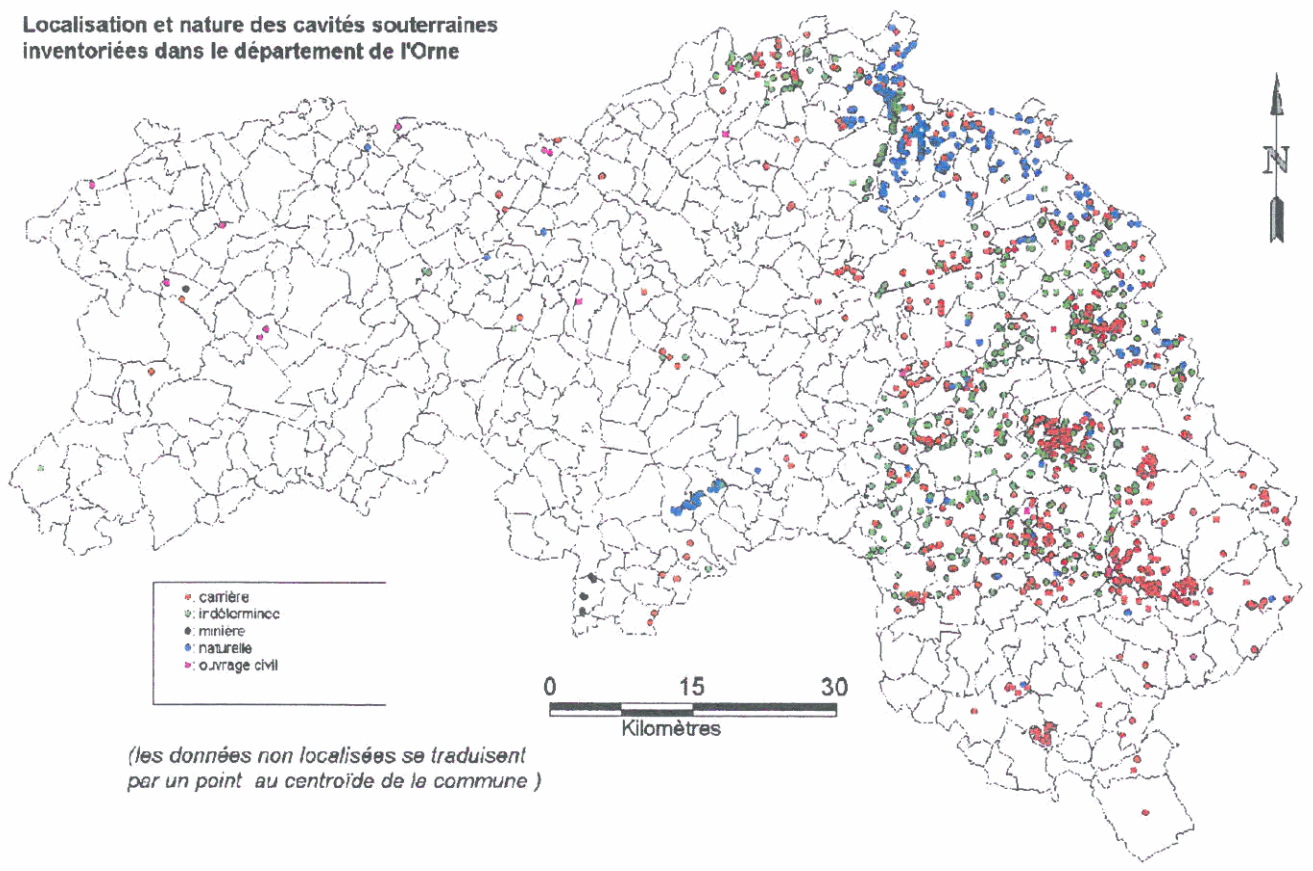 Localisation et nature des cavités souterraines
inventoriées dans le département de l'Orne
N
: carrière
: indéterminée
: minière
: naturelle
: ouvrage civil
0 15 30
Kilomètres
(les données non localisées se traduisent
par un point au centroïde de la commune )